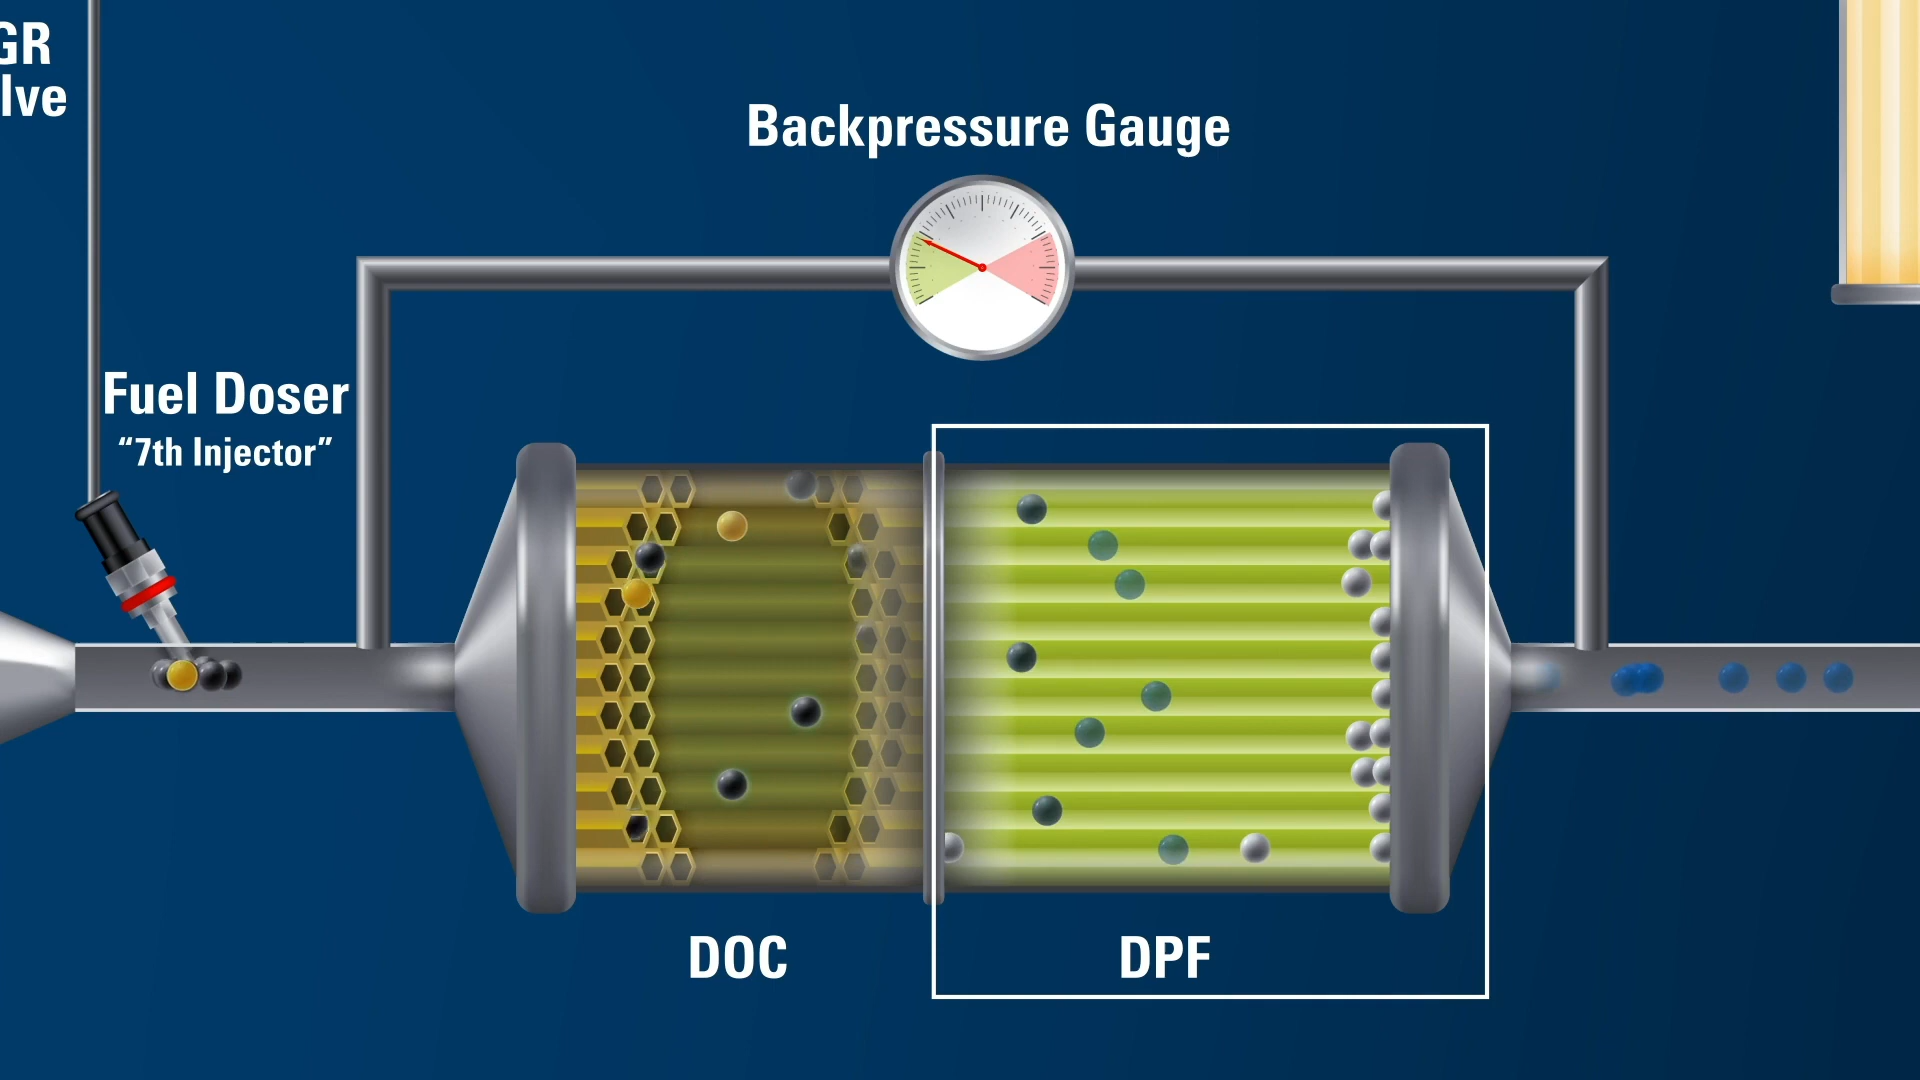 GR
lve
Backpressure Gauge
Fuel Doser
“7th Injector”
DOC
DPF